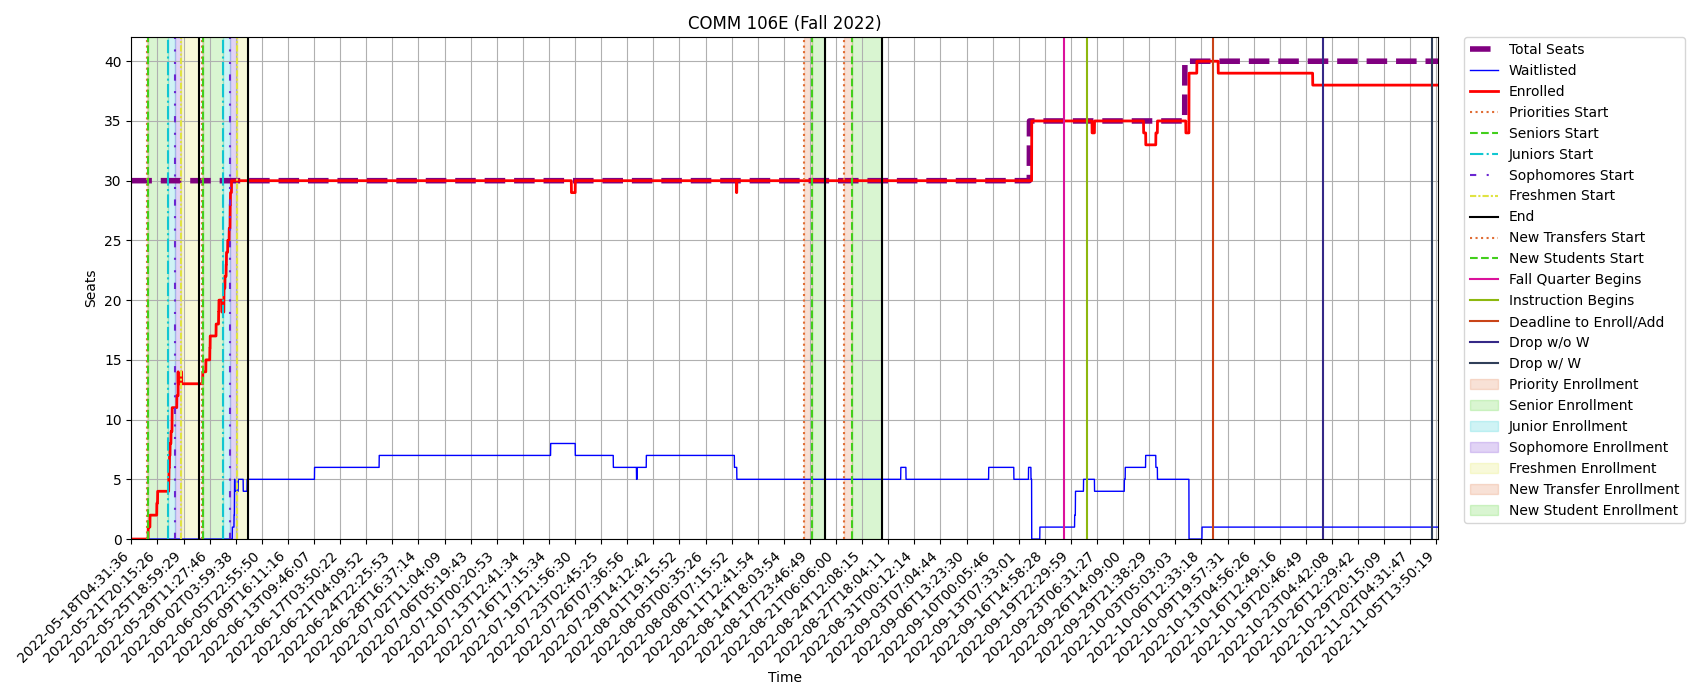 COMM 106E (Fall 2022)
Seats
40
35
30
25
20
15
10
5
0
2022-05-18T04:31:36
2022-05-21T20:15:26
2022-05-25T18:59:29
2022-05-29T11:27:46
2022-06-02T03:59:38
2022-06-05T22:55:50
2022-06-09T16:11:16
2022-06-13T09:46:07
2022-06-17T03:50:22
2022-06-21T04:09:52
2022-06-24T22:25:53
2022-06-28T16:37:14
2022-07-02T11:04:09
2022-07-06T05:19:43
2022-07-10T00:20:53
2022-07-13T12:41:34
2022-07-16T17:15:34
2022-07-19T21:56:30
2022-07-23T02:45:25
2022-07-26T07:36:56
2022-07-29T14:12:42
2022-08-01T19:15:52
2022-08-05T00:35:26
2022-08-08T07:15:52
2022-08-11T12:41:54
2022-08-14T18:03:54
2022-08-17T23:46:49
2022-08-21T06:06:00
2022-08-24T12:08:15
2022-08-27T18:04:11
2022-08-31T00:12:14
2022-09-03T07:04:44
2022-09-06T13:23:30
2022-09-10T00:05:46
2022-09-13T07:33:01
2022-09-16T14:58:28
2022-09-19T22:29:59
2022-09-23T06:31:27
2022-09-26T14:09:00
2022-09-29T21:38:29
2022-10-03T05:03:03
2022-10-06T12:33:18
2022-10-09T19:57:31
2022-10-13T04:56:26
2022-10-16T12:49:16
2022-10-19T20:46:49
2022-10-23T04:42:08
2022-10-26T12:29:42
2022-10-29T20:15:09
2022-11-02T04:31:47
2022-11-05T13:50:19
Time
Total Seats
Waitlisted
Enrolled
Priorities Start
Seniors Start
Juniors Start
Sophomores Start
Freshmen Start
End
New Transfers Start
New Students Start
Fall Quarter Begins
Instruction Begins
Deadline to Enroll/Add
Drop w/o W
Drop w/ W
Priority Enrollment
Senior Enrollment
Junior Enrollment
Sophomore Enrollment
Freshmen Enrollment
New Transfer Enrollment
New Student Enrollment